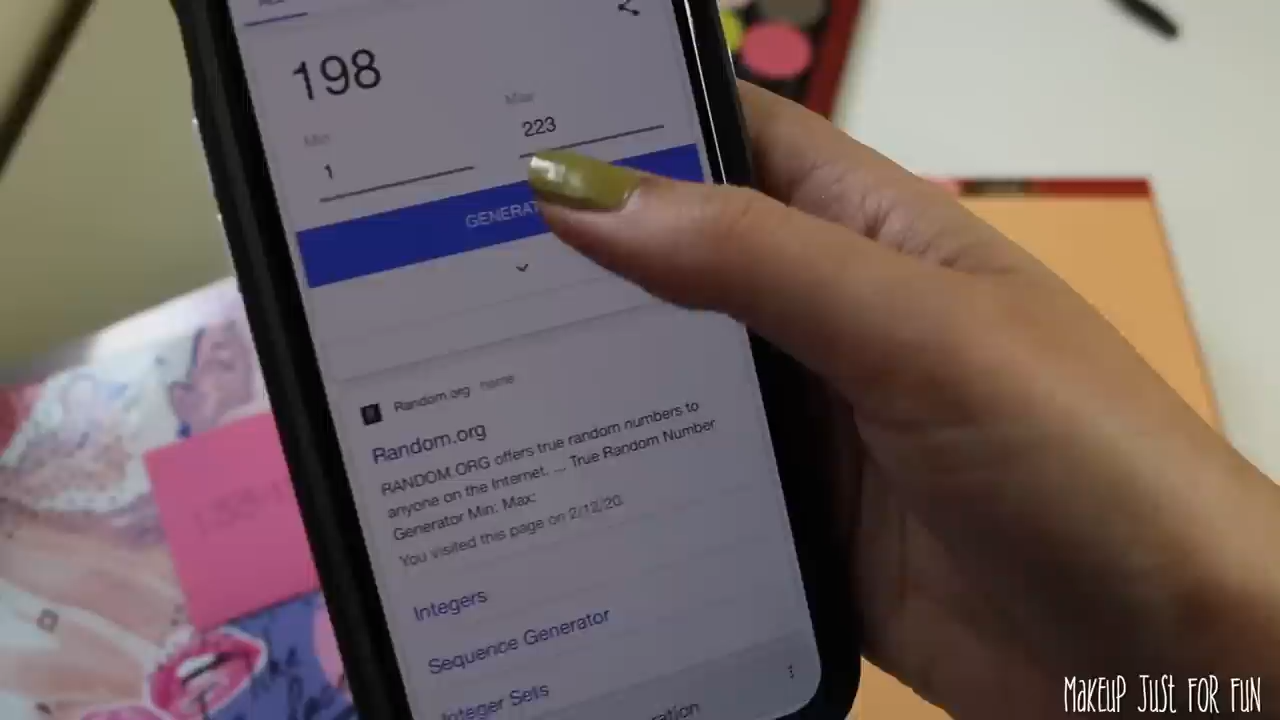 198
Min
Max
1
223
GENERAT
Random.org home
Random.org
RANDOM.ORG offers true random numbers to
anyone on the Internet. ... True Random Number
Generator Min: Max:
You visited this page on 2/12/20.
Integers
Sequence Generator
Integer Sets
MAKEUP JUST FOR FUN